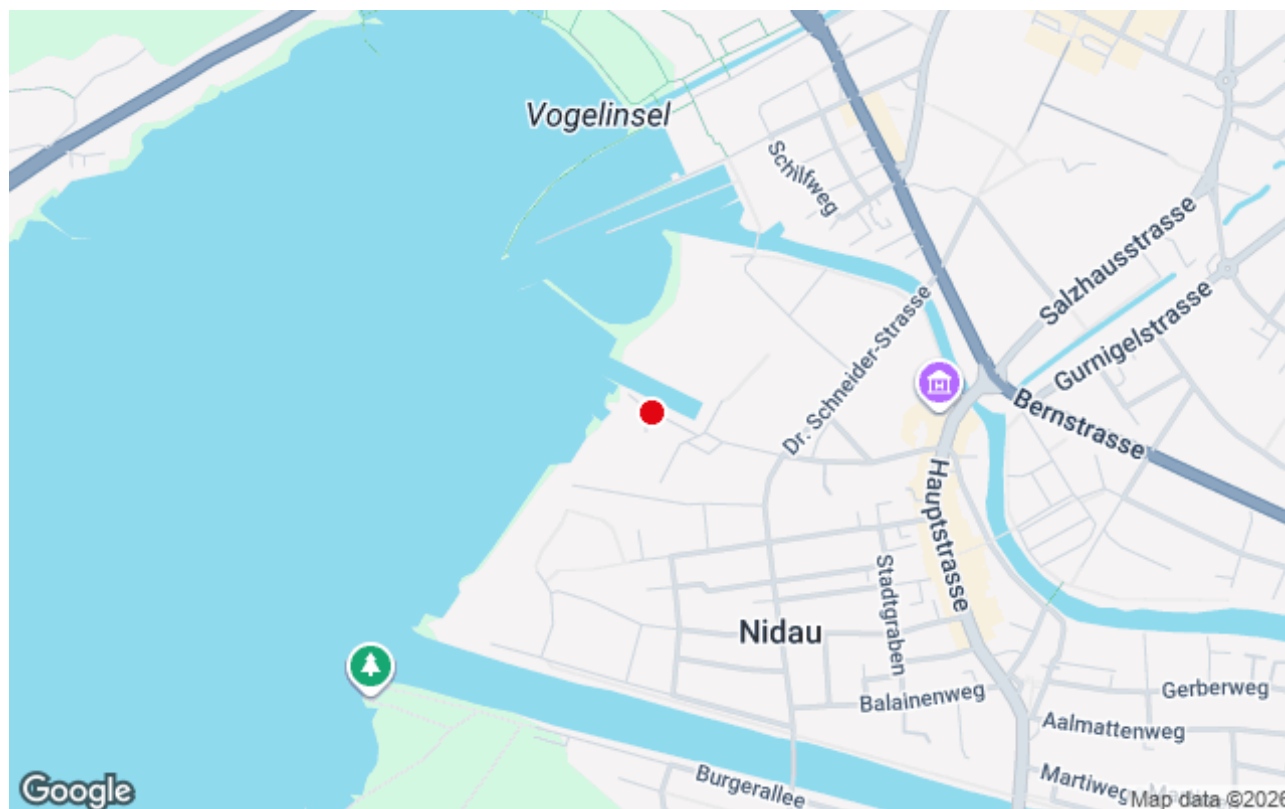 Vogelinsel
Schilfweg
Salzhausstrasse
Gurnigelstrasse
Dr. Schneider-Strasse
Bernstrasse
Hauptstrasse
Stadtgraben
Nidau
Balainenweg
Gerberweg
Aalmattenweg
Burgerallee
Martiweg
Google
Map data ©2026